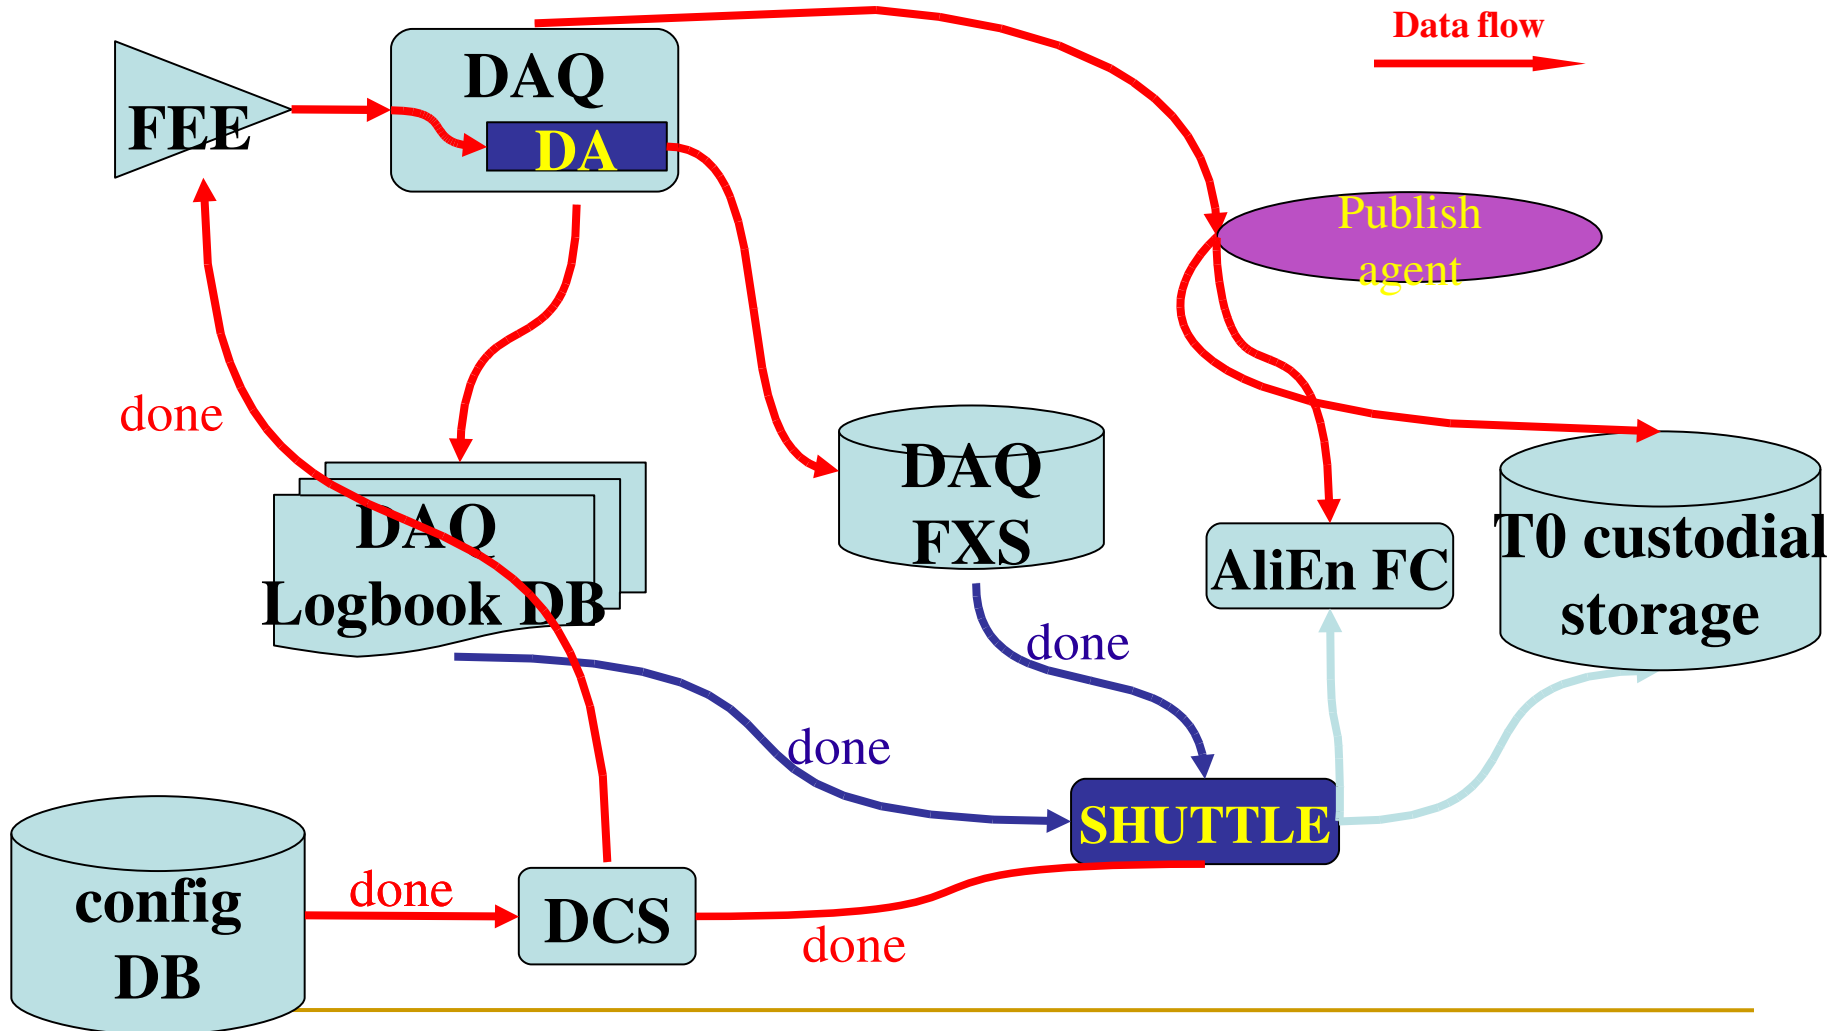 Data flow
DAQ
FEE
DA
Publish
agent
done
DAQ
FXS
DAQ
Logbook DB
AliEn FC
T0 custodial
storage
done
done
SHUTTLE
config
DB
done
DCS
done